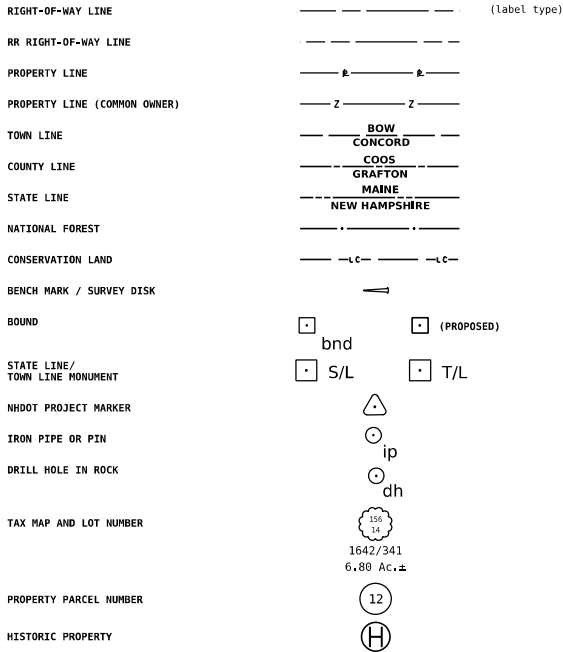 RIGHT-OF-WAY LINE (label type)
RR RIGHT-OF-WAY LINE
PROPERTY LINE
PROPERTY LINE (COMMON OWNER) Z Z
TOWN LINE BOW
CONCORD
COUNTY LINE COOS
GRAFTON
STATE LINE MAINE
NEW HAMPSHIRE
NATIONAL FOREST
CONSERVATION LAND LC LC
BENCH MARK / SURVEY DISK
BOUND (PROPOSED)
bnd
STATE LINE/
TOWN LINE MONUMENT S/L T/L
NHDOT PROJECT MARKER
IRON PIPE OR PIN
ip
DRILL HOLE IN ROCK
dh
TAX MAP AND LOT NUMBER 156
14
1642/341
6.80 Ac.±
PROPERTY PARCEL NUMBER 12
HISTORIC PROPERTY H